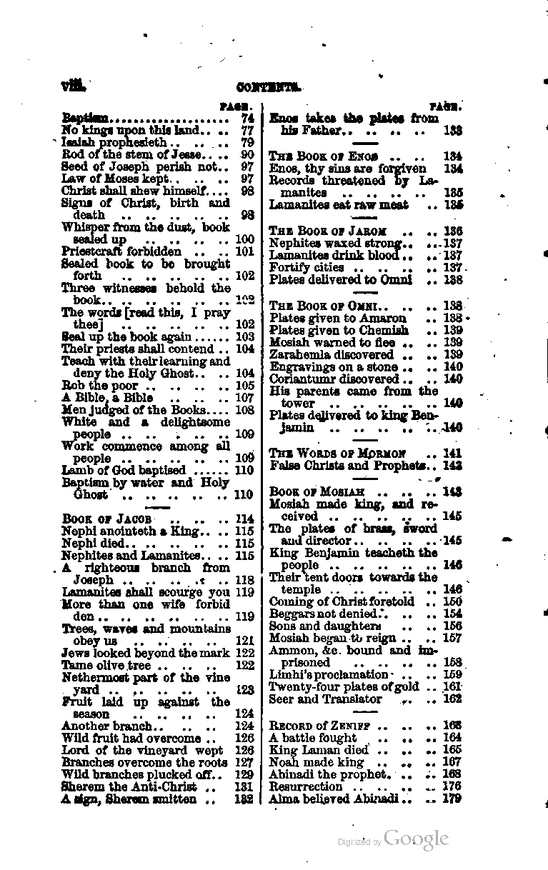 viii. CONTENTS.
PAGE.
Baptism................... 74
No kings upon this land.. .. 77
Isaiah prophesieth .. .. .. 79
Rod of the stem of Jesse.. .. 90
Seed of Joseph perish not.. 97
Law of Moses kept.. .. .. 97
Christ shall shew himself.... 98
Signs of Christ, birth and
death .. .. .. .. .. 98
Whisper from the dust, book
sealed up .. .. .. .. 100
Priestcraft forbidden .. .. 101
Sealed book to be brought
forth .. .. .. .. .. 102
Three witnesses behold the
book.. .. .. .. .. .. 102
The words [read this, I pray
thee] .. .. .. .. .. 102
Seal up the book again ...... 103
Their priests shall contend .. 104
Teach with their learning and
deny the Holy Ghost.. .. 104
Rob the poor .. .. .. .. 105
A Bible, a Bible .. .. .. 107
Men judged of the Books.... 108
White and a delightsome
people .. .. .. .. .. 109
Work commence among all
people .. .. .. .. .. 109
Lamb of God baptised ...... 110
Baptism by water and Holy
Ghost .. .. .. .. .. 110
BOOK OF JACOB .. .. .. 114
Nephi anointeth a King.. .. 115
Nephi died.. .. .. .. .. 115
Nephites and Lamanites.. .. 115
A righteous branch from
Joseph .. .. .. .. .. 118
Lamanites shall scourge you 119
More than one wife forbid
den .. .. .. .. .. .. 119
Trees, waves and mountains
obey us .. .. .. .. .. 121
Jews looked beyond the mark 122
Tame olive tree .. .. .. 122
Nethermost part of the vine
yard .. .. .. .. .. 123
Fruit laid up against the
season .. .. .. .. 124
Another branch.. .. .. .. 124
Wild fruit had overcome .. 126
Lord of the vineyard wept 126
Branches overcome the roots 127
Wild branches plucked off.. 129
Sherem the Anti-Christ .. 131
A sign, Sherem smitten .. 132
PAGE.
Enos takes the plates from
his Father.. .. .. .. 133
THE BOOK OF ENOS .. .. 134
Enos, thy sins are forgiven 134
Records threatened by La-
manites .. .. .. .. .. 135
Lamanites eat raw meat .. 135
THE BOOK OF JAROM .. .. 136
Nephites waxed strong.. .. 137
Lamanites drink blood.. .. 137
Fortify cities .. .. .. .. 137
Plates delivered to Omni .. 138
THE BOOK OF OMNI.. .. .. 138
Plates given to Amaron .. 138
Plates given to Chemish .. 139
Mosiah warned to flee .. .. 139
Zarahemla discovered .. .. 139
Engravings on a stone .. .. 140
Coriantumr discovered .. .. 140
His parents came from the
tower .. .. .. .. .. 140
Plates delivered to king Ben-
jamin .. .. .. .. .. 140
THE WORDS OF MORMON .. 141
False Christs and Prophets.. 142
BOOK OF MOSIAH .. .. .. 143
Mosiah made king, and re-
ceived .. .. .. .. .. 145
The plates of brass, sword
and director.. .. .. .. 145
King Benjamin teacheth the
people .. .. .. .. .. 146
Their tent doors towards the
temple .. .. .. .. .. 146
Coming of Christ foretold .. 150
Beggars not denied.. .. .. 154
Sons and daughters .. .. 156
Mosiah began to reign .. .. 157
Ammon, &c. bound and im-
prisoned .. .. .. .. 158
Limhi's proclamation .. .. 159
Twenty-four plates of gold .. 161
Seer and Translator .. .. 162
RECORD OF ZENIFF .. .. .. 163
A battle fought .. .. .. 164
King Laman died .. .. .. 165
Noah made king .. .. .. 167
Abinadi the prophet. .. .. 168
Resurrection .. .. .. .. 176
Alma believed Abinadi .. .. 179
Digitized by Google